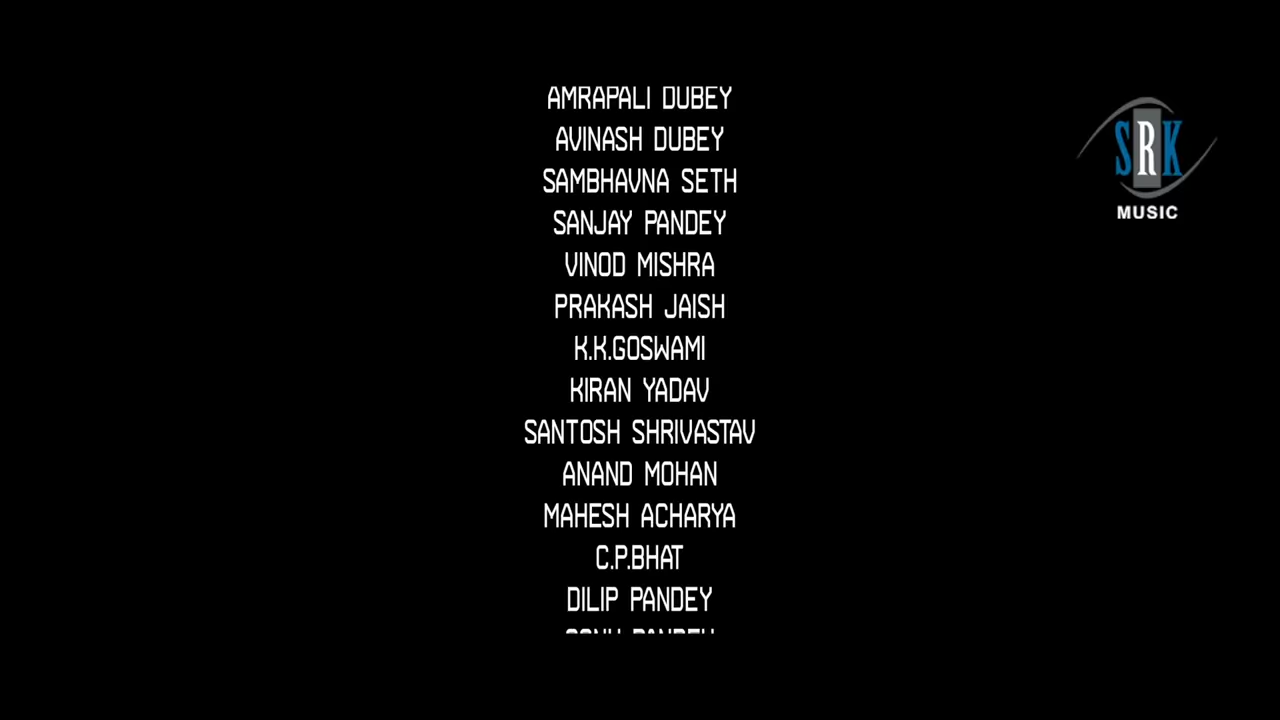 AMRAPALI DUBEY
AVINASH DUBEY
SAMBHAVNA SETH
SANJAY PANDEY
VINOD MISHRA
PRAKASH JAISH
K.K.GOSWAMI
KIRAN YADAV
SANTOSH SHRIVASTAV
ANAND MOHAN
MAHESH ACHARYA
C.P.BHAT
DILIP PANDEY
SRK
MUSIC